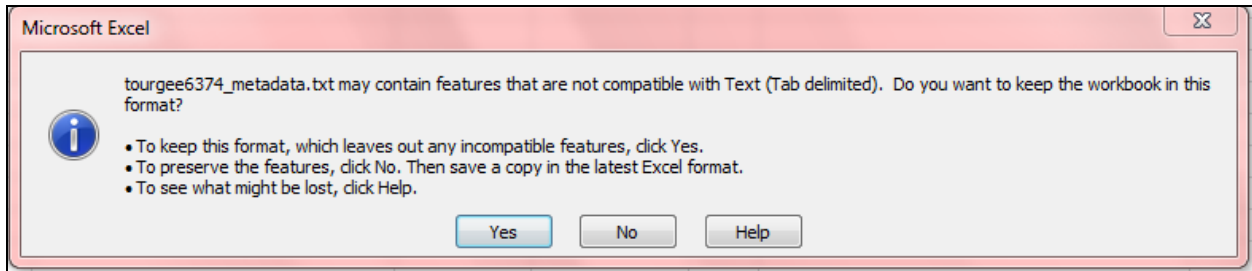 Microsoft Excel
tourgee6374_metadata.txt may contain features that are not compatible with Text (Tab delimited).  Do you want to keep the workbook in this
format?
• To keep this format, which leaves out any incompatible features, click Yes.
• To preserve the features, click No. Then save a copy in the latest Excel format.
• To see what might be lost, click Help.
Yes No Help